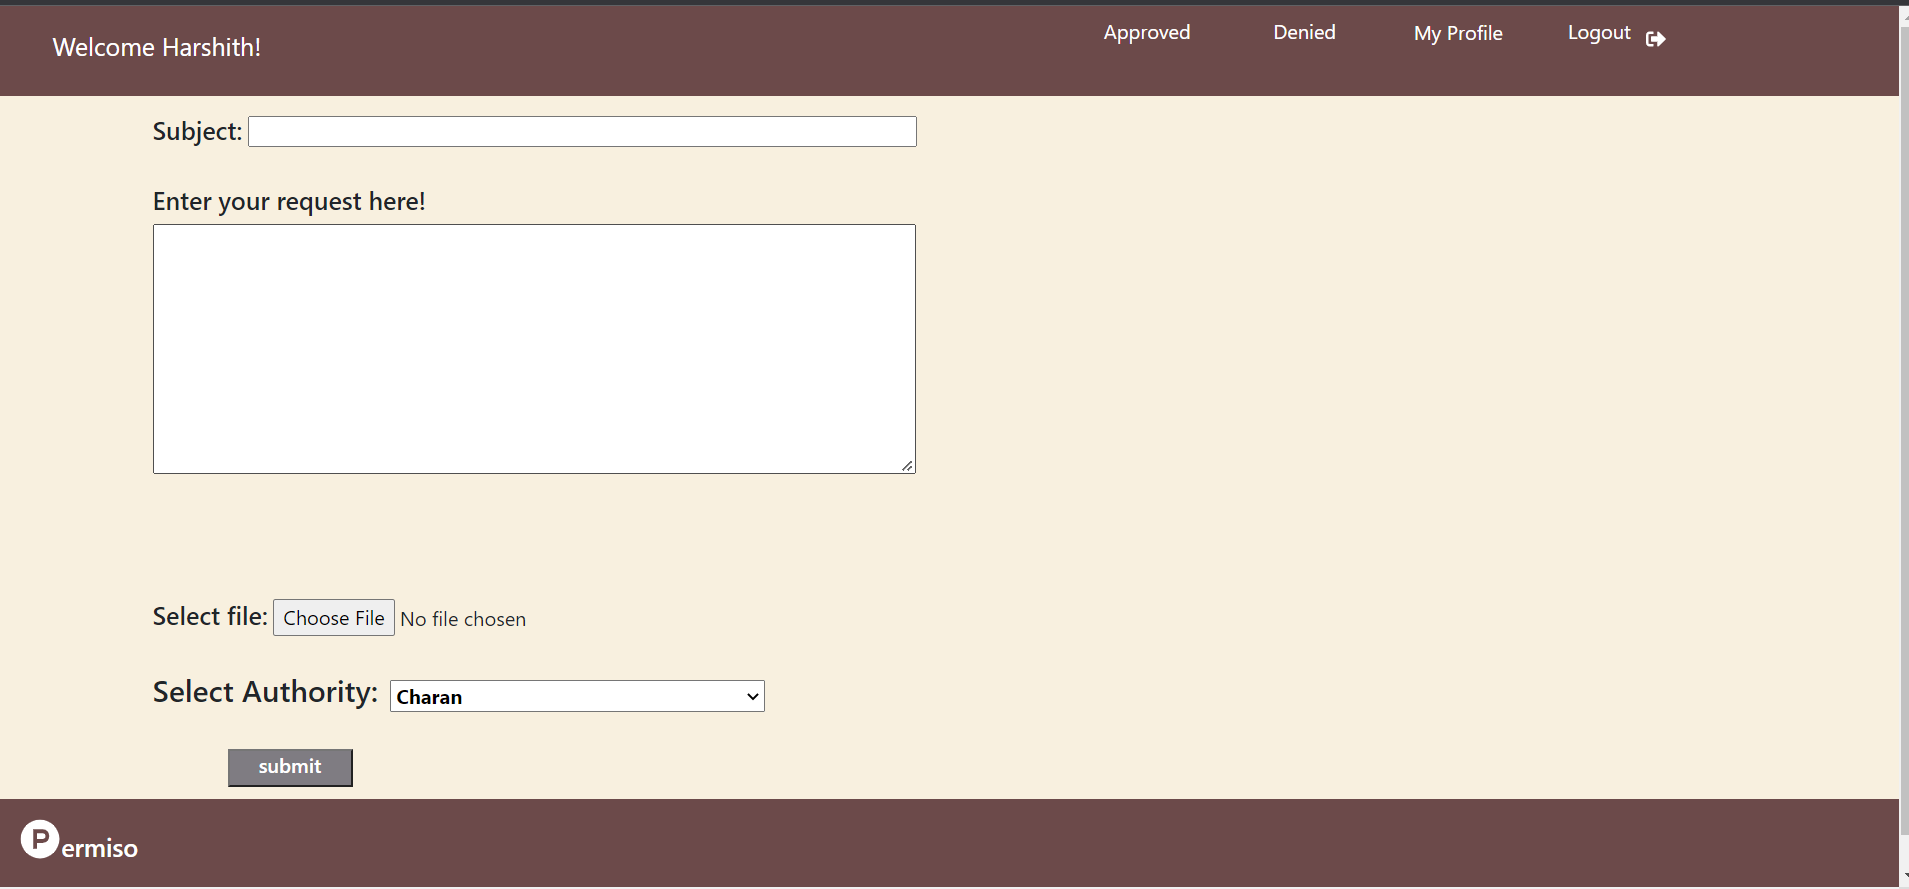 Welcome Harshith!
Approved Denied My Profile Logout
Subject:
Enter your request here!
Select file: Choose File No file chosen
Select Authority: Charan
submit
Permiso